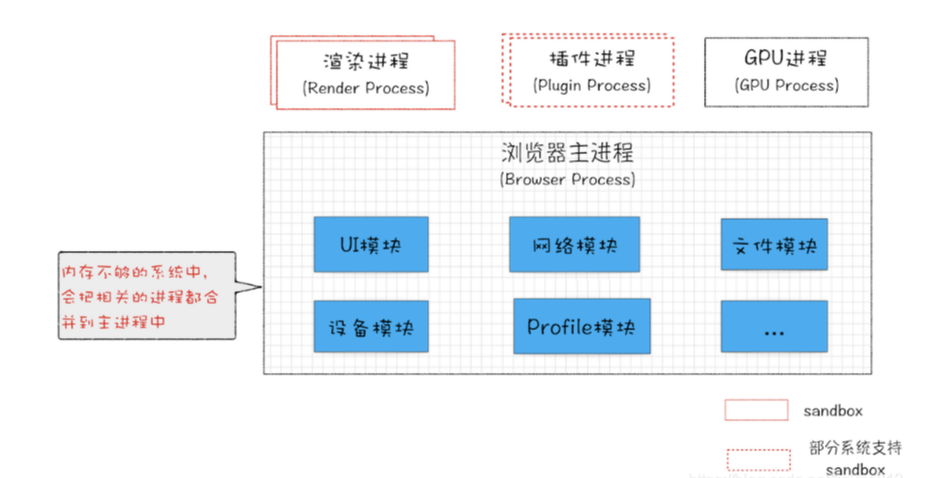 渲染进程
(Render Process)
插件进程
(Plugin Process)
GPU进程
(GPU Process)
浏览器主进程
(Browser Process)
UI模块
网络模块
文件模块
内存不够的系统中，
会把相关的进程都合
并到主进程中
设备模块
Profile模块
...
sandbox
部分系统支持
sandbox